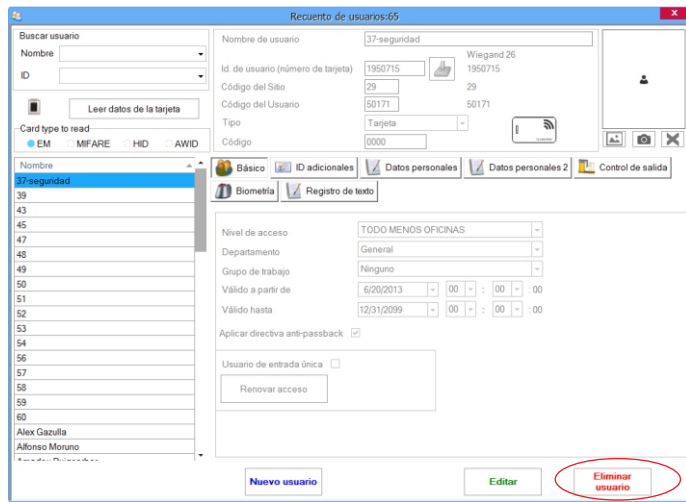 Recuento de usuarios:65
x
Buscar usuario
Nombre
ID
Leer datos de la tarjeta
Card type to read
EM MIFARE HID AWID
Nombre de usuario 37-seguridad
Wiegand 26
Id. de usuario (número de tarjeta) 1950715 1950715
Código del Sitio 29 29
Código del Usuario 50171 50171
Tipo Tarjeta
Código 0000
Nombre
37-seguridad
39
43
45
47
48
49
50
51
52
53
54
56
57
58
59
60
Alex Gazulla
Alfonso Moruno
Básico ID adicionales Datos personales Datos personales 2 Control de salida
Biometría Registro de texto
Nivel de acceso TODO MENOS OFICINAS
Departamento General
Grupo de trabajo Ninguno
Válido a partir de 6/20/2013 00 : 00 :00
Válido hasta 12/31/2099 00 : 00 :00
Aplicar directiva anti-passback
Usuario de entrada única
Renovar acceso
Nuevo usuario
Editar
Eliminar
usuario